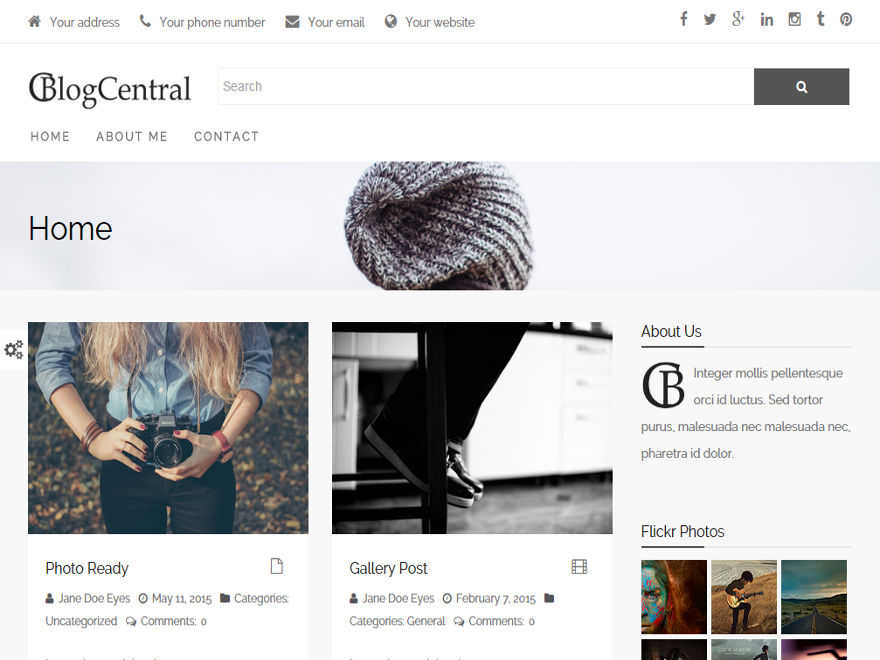 Your address Your phone number Your email Your website
BlogCentral
Search
HOME ABOUT ME CONTACT
Home
Photo Ready
Jane Doe Eyes May 11, 2015 Categories:
Uncategorized Comments: 0
Gallery Post
Jane Doe Eyes February 7, 2015
Categories: General Comments: 0
About Us
Integer mollis pellentesque
orci id luctus. Sed tortor
purus, malesuada nec malesuada nec,
pharetra id dolor.
Flickr Photos